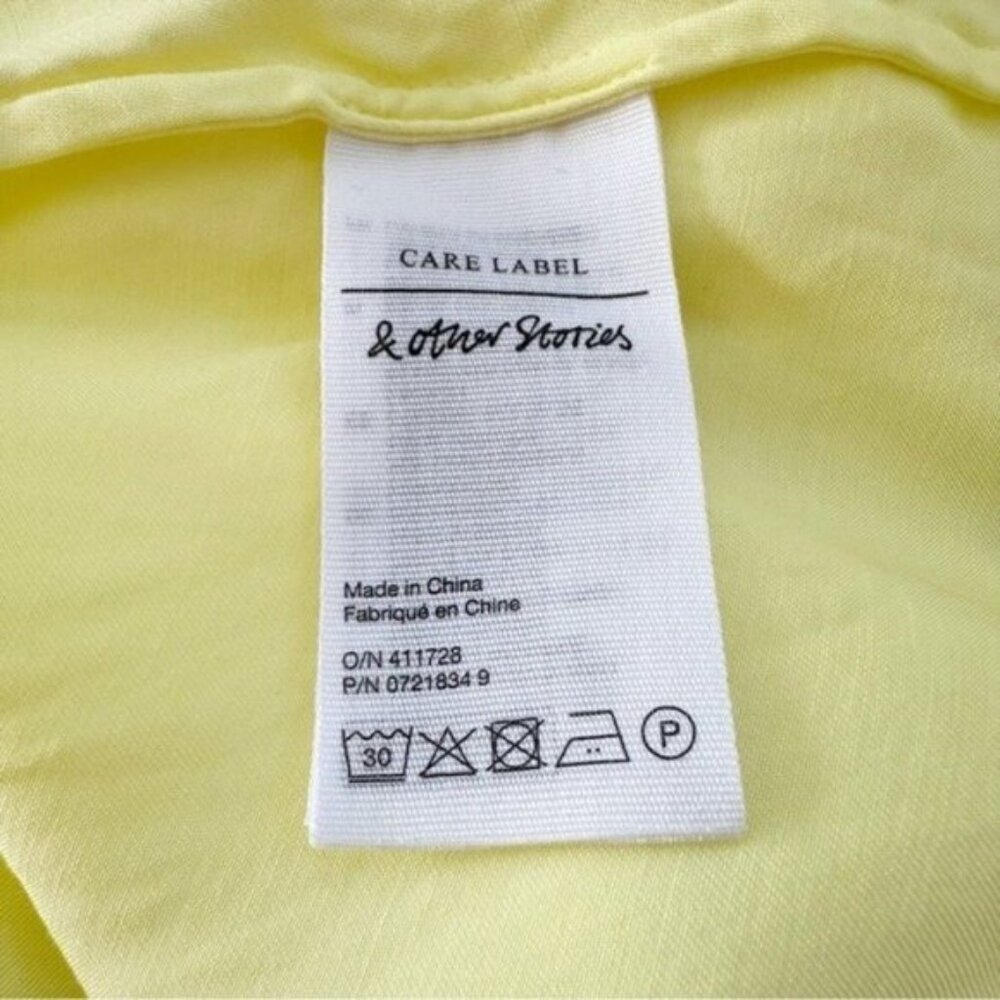 CARE LABEL
& other Stories
Made in China
Fabriqué en Chine
O/N 411728
P/N 0721834 9
30
P